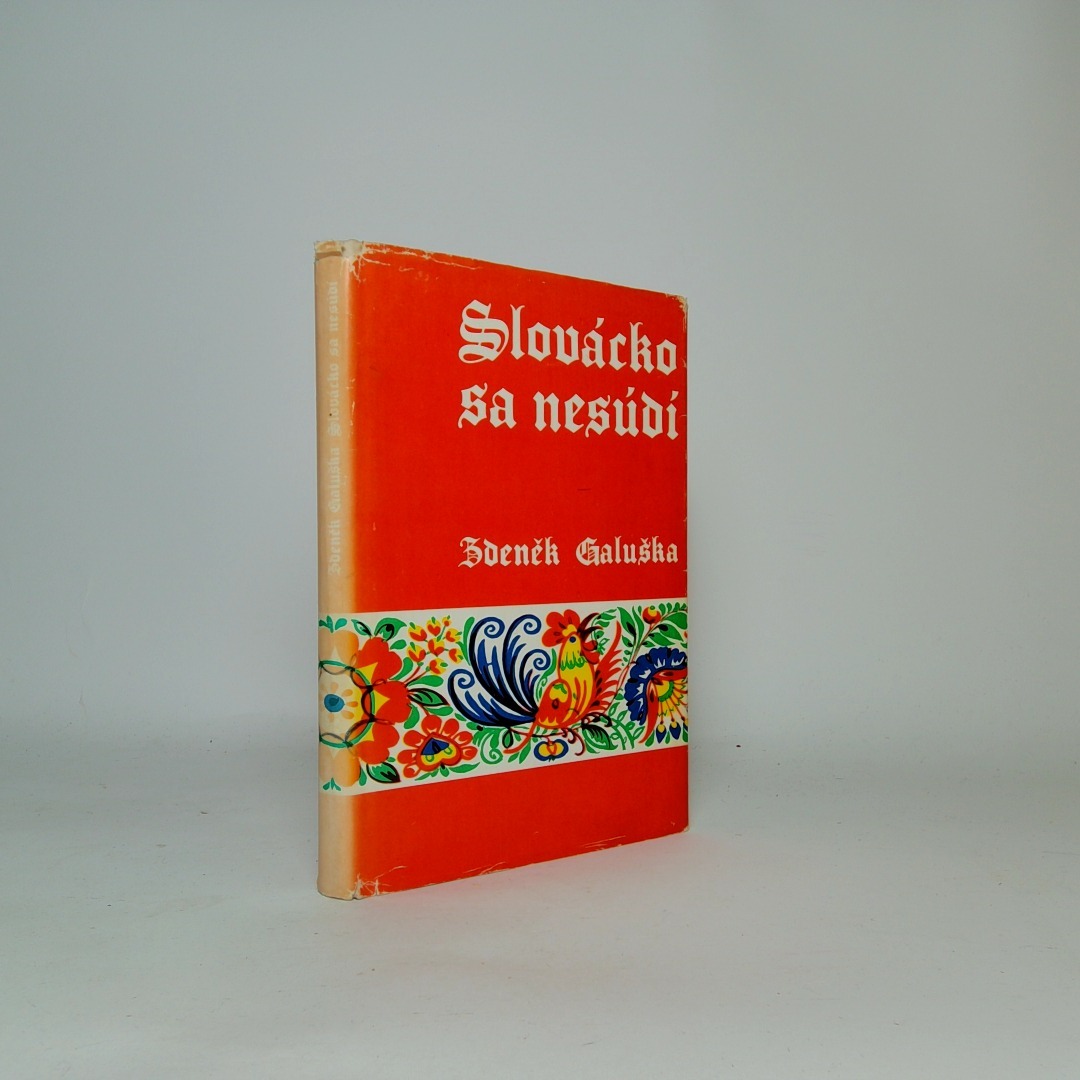 Slovácko
sa nesúdí
Zdeněk Galuška
Zdeněk Galuška Slovácko sa nesúdí